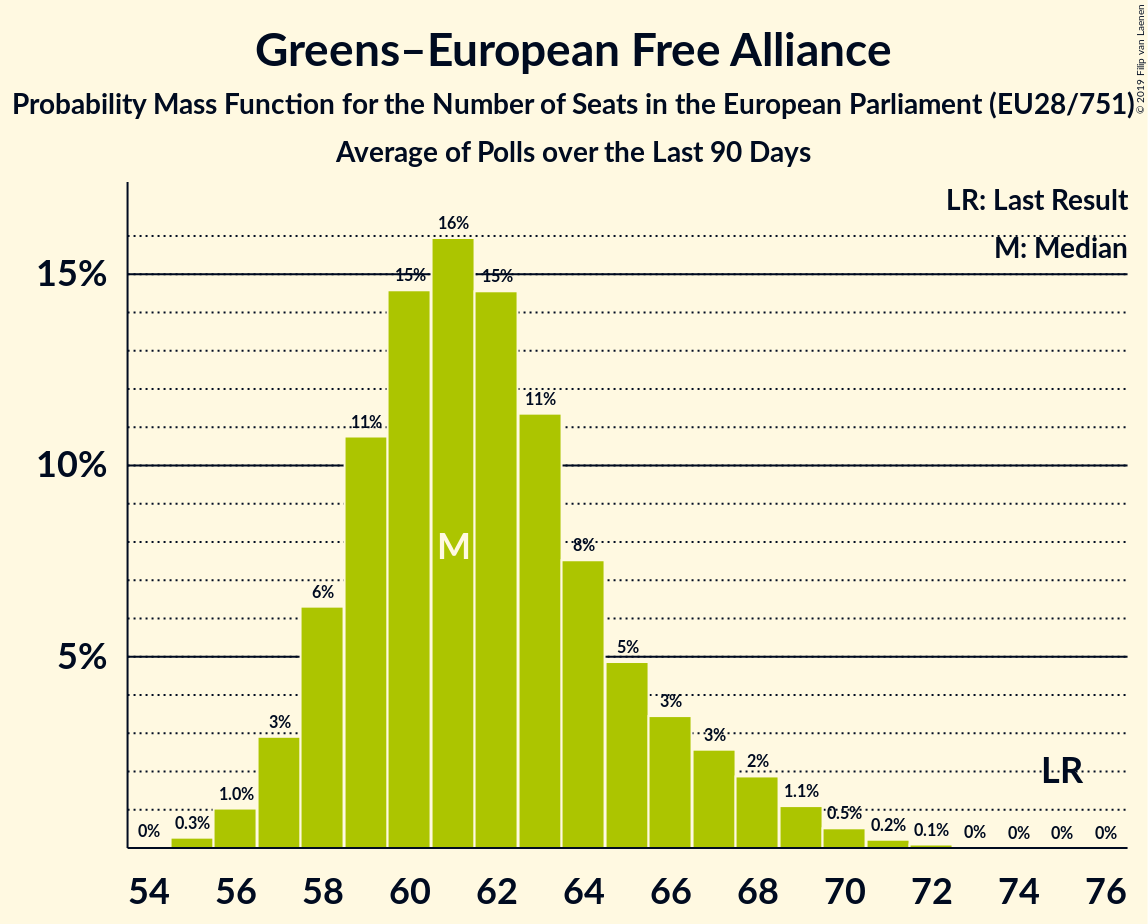 Greens–European Free Alliance
Probability Mass Function for the Number of Seats in the European Parliament (EU28/751)
Average of Polls over the Last 90 Days
© 2019 Filip van Laenen
LR: Last Result
M: Median
15%
10%
5%
0%
0.3%
1.0%
3%
6%
11%
15%
16%
15%
11%
8%
5%
3%
3%
2%
1.1%
0.5%
0.2%
0.1%
0%
0%
0%
0%
M
LR
54 56 58 60 62 64 66 68 70 72 74 76